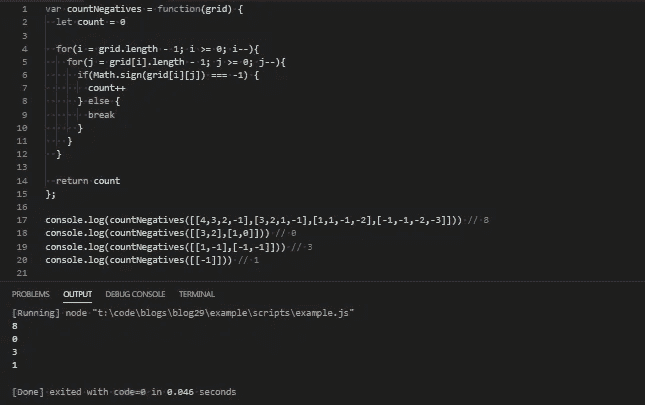 1 var countNegatives = function(grid) {
2 let count = 0
3
4 for(i = grid.length - 1; i >= 0; i--){
5 for(j = grid[i].length - 1; j >= 0; j--){
6 if(Math.sign(grid[i][j]) === -1) {
7 count++
8 } else {
9 break
10 }
11 }
12 }
13
14 return count
15 };
16
17 console.log(countNegatives([[4,3,2,-1],[3,2,1,-1],[1,1,-1,-2],[-1,-1,-2,-3]])) // 8
18 console.log(countNegatives([[3,2],[1,0]])) // 0
19 console.log(countNegatives([[1,-1],[-1,-1]])) // 3
20 console.log(countNegatives([[-1]])) // 1
21
PROBLEMS OUTPUT DEBUG CONSOLE TERMINAL
[Running] node "t:\code\blogs\blog29\example\scripts\example.js"
8
0
3
1
[Done] exited with code=0 in 0.046 seconds